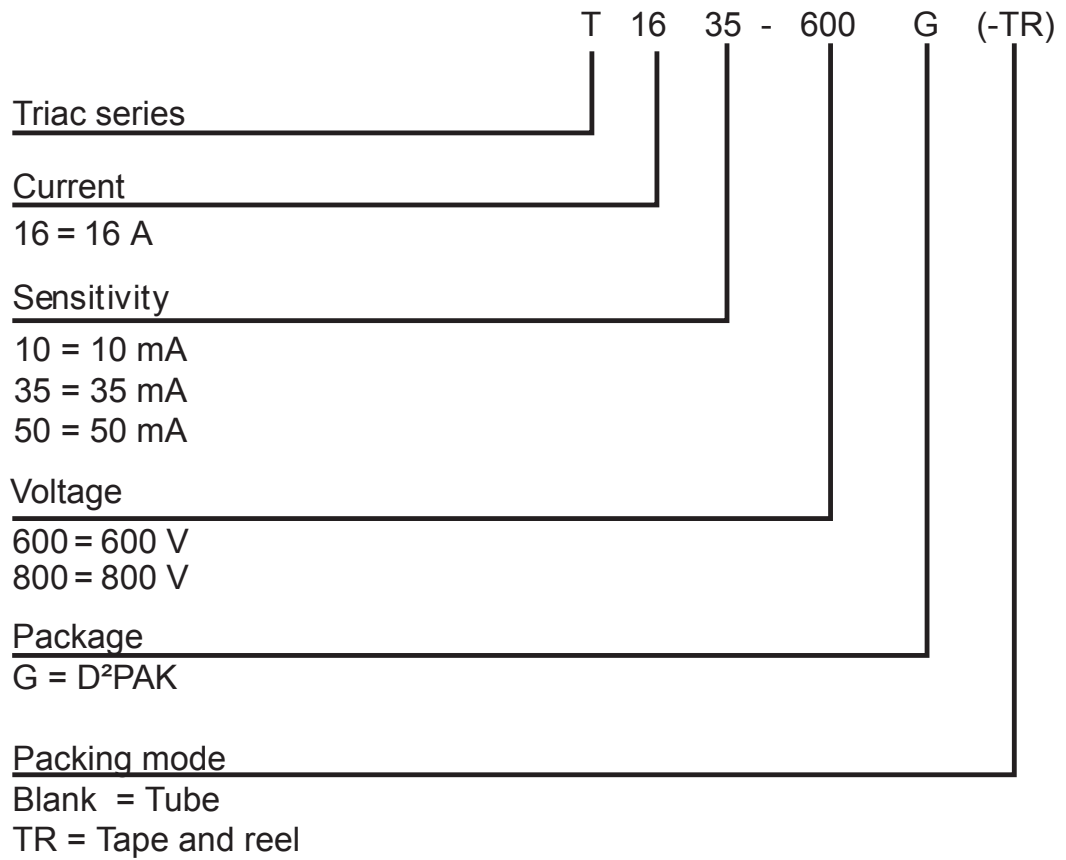 T 16 35 - 600 G (-TR)
Triac series
Current
16 = 16 A
Sensitivity
10 = 10 mA
35 = 35 mA
50 = 50 mA
Voltage
600 = 600 V
800 = 800 V
Package
G = D²PAK
Packing mode
Blank = Tube
TR = Tape and reel